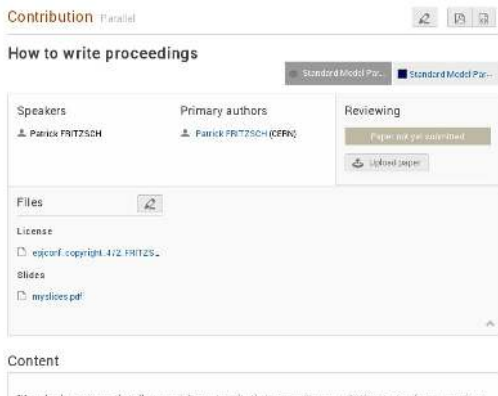 Contribution Parallel
How to write proceedings
Standard Model Par...
Standard Model Par...
Speakers
Primary authors
Reviewing
Patrick FRITZSCH
Patrick FRITZSCH (CERN)
Paper not yet submitted
Upload paper
Files
License
epjconf.copyright.472.FRITZS...
Slides
myslides.pdf
Content